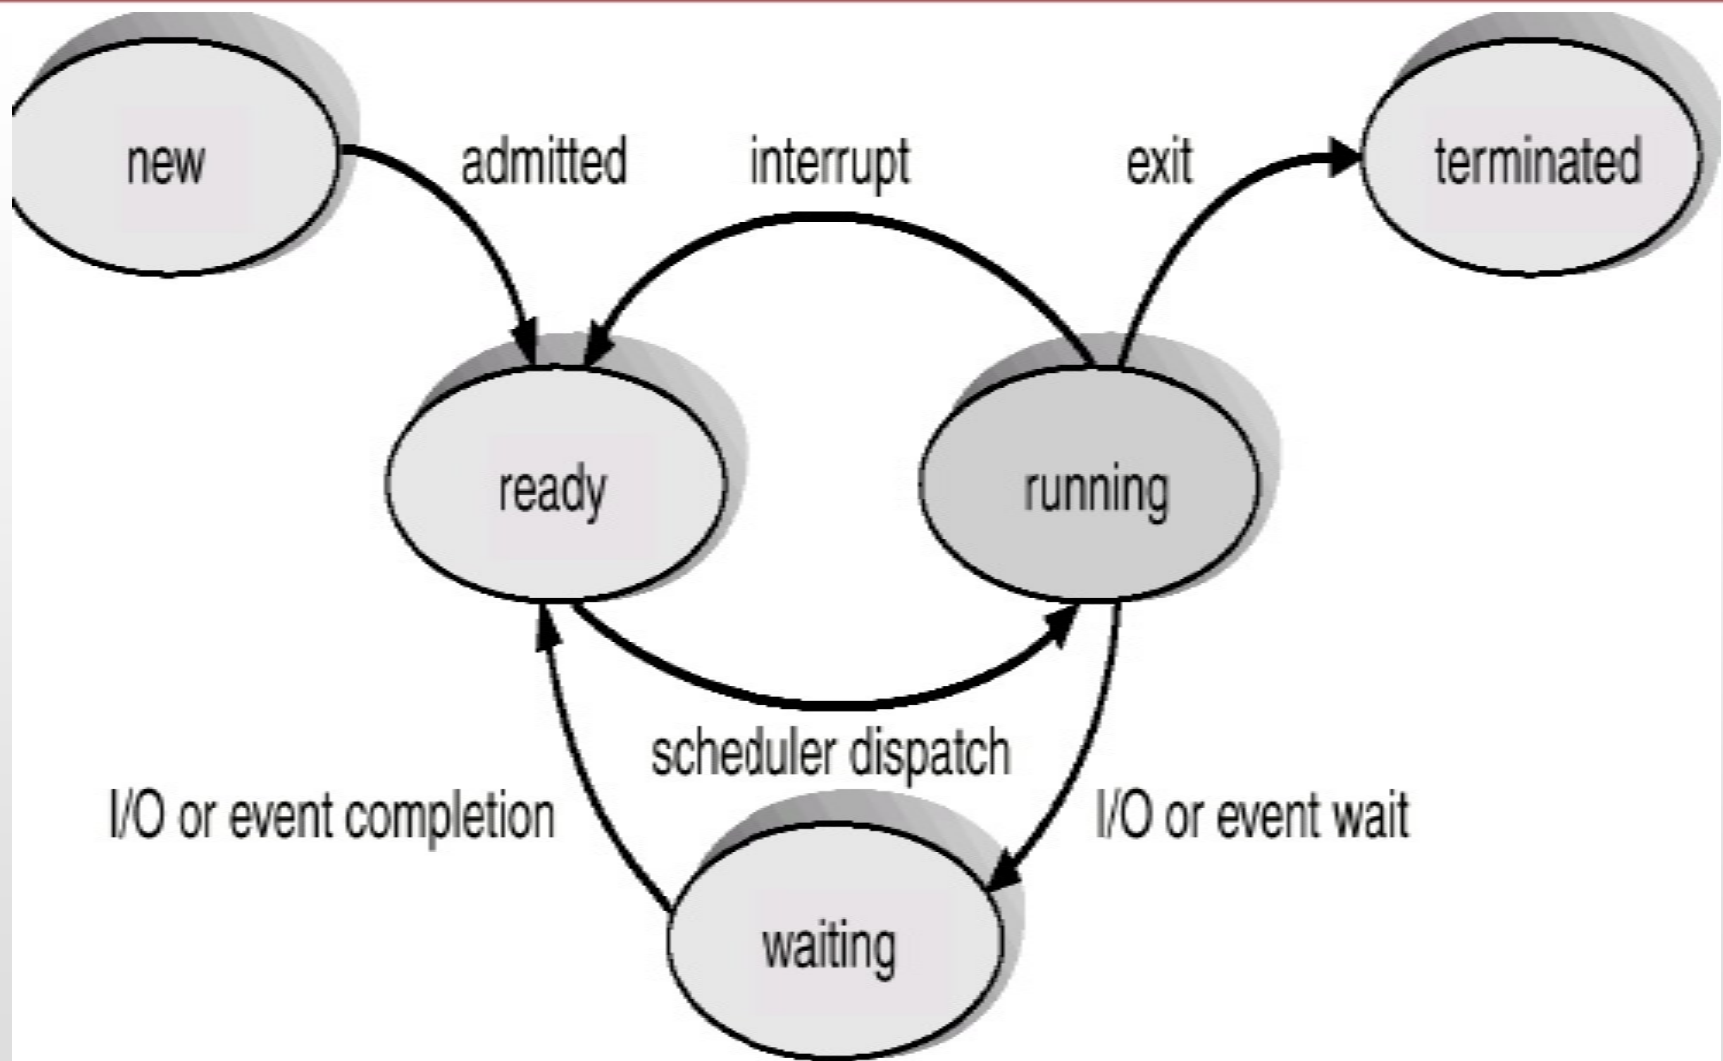 new
admitted
interrupt
exit
terminated
ready
running
scheduler dispatch
I/O or event completion
I/O or event wait
waiting